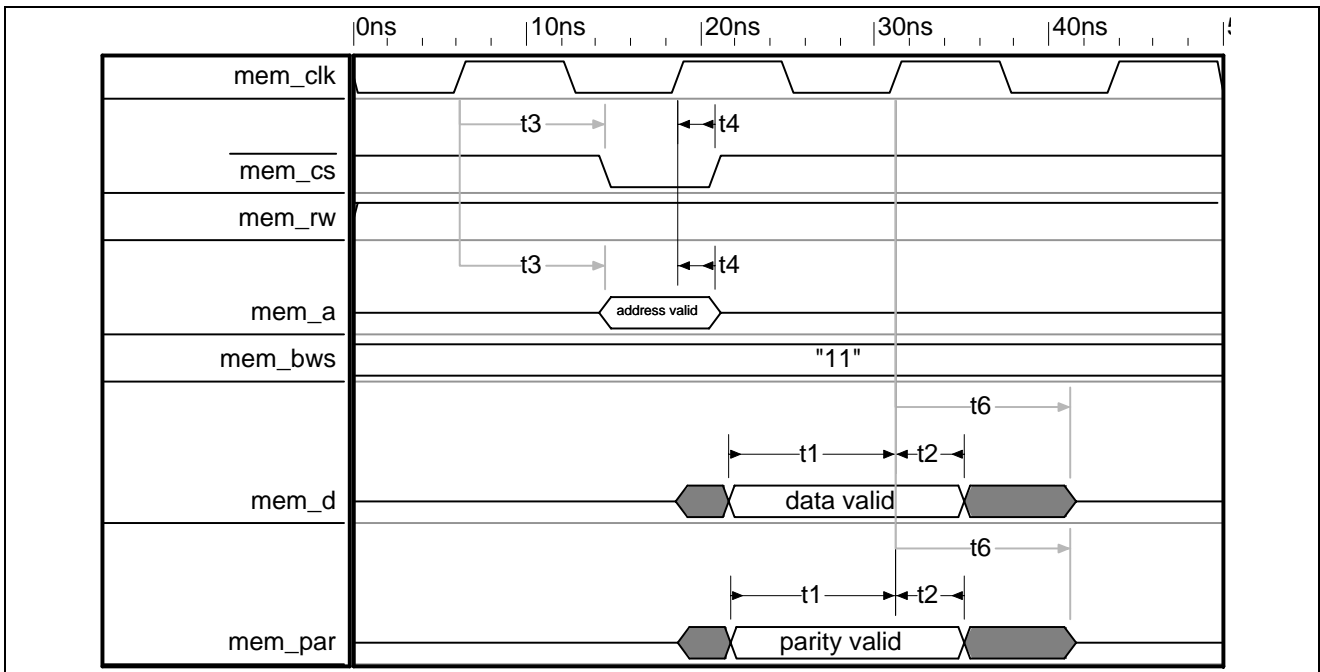 0ns 10ns 20ns 30ns 40ns
mem_clk
t3 t4
mem_cs
mem_rw
t3 t4
mem_a address valid
mem_bws "11"
t6
t1 t2
mem_d data valid
t6
t1 t2
mem_par parity valid